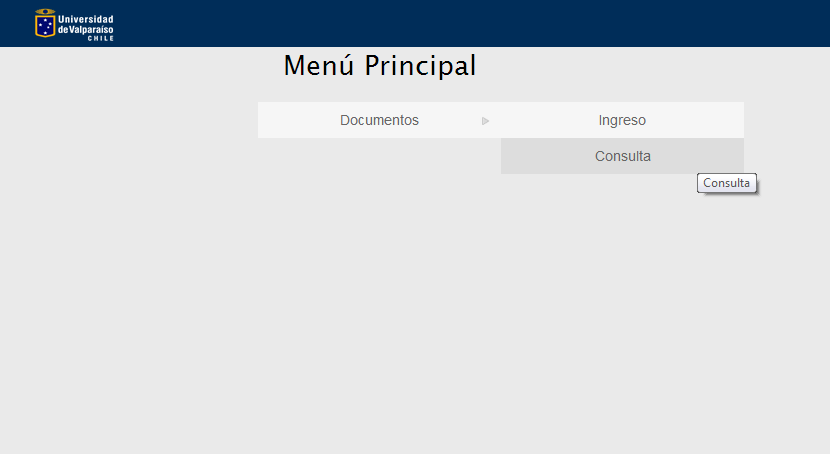 Universidad
de Valparaíso
CHILE
Menú Principal
Documentos
Ingreso
Consulta
Consulta